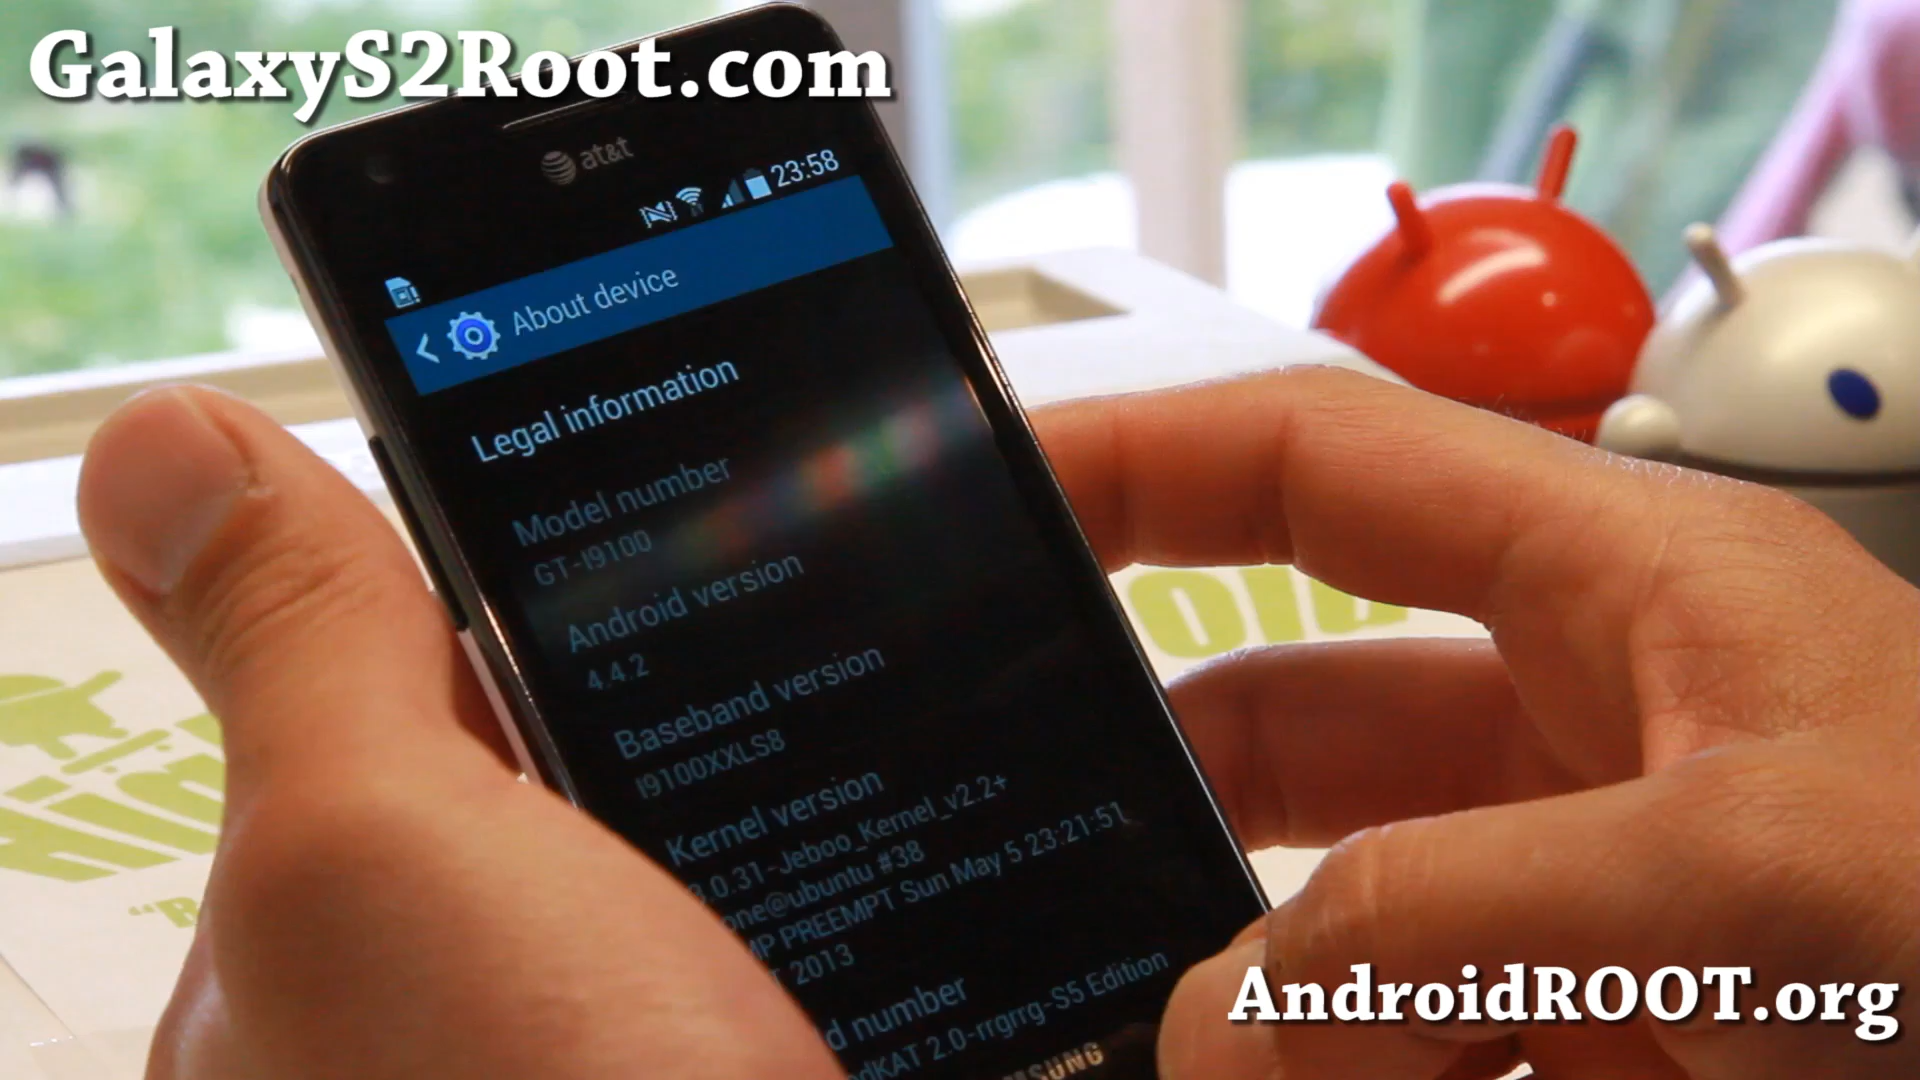 GalaxyS2Root.com
at&t
23:58
About device
Legal information
Model number
GT-I9100
Android version
4.4.2
Baseband version
I9100XXLS8
Kernel version
.0.31-Jeboo_Kernel_v2.2+
one@ubuntu #38
MP PREEMPT Sun May 5 23:21:51
T 2013
d number
dKAT 2.0-rrgrrg-S5 Edition
MSUNG
AndroidROOT.org